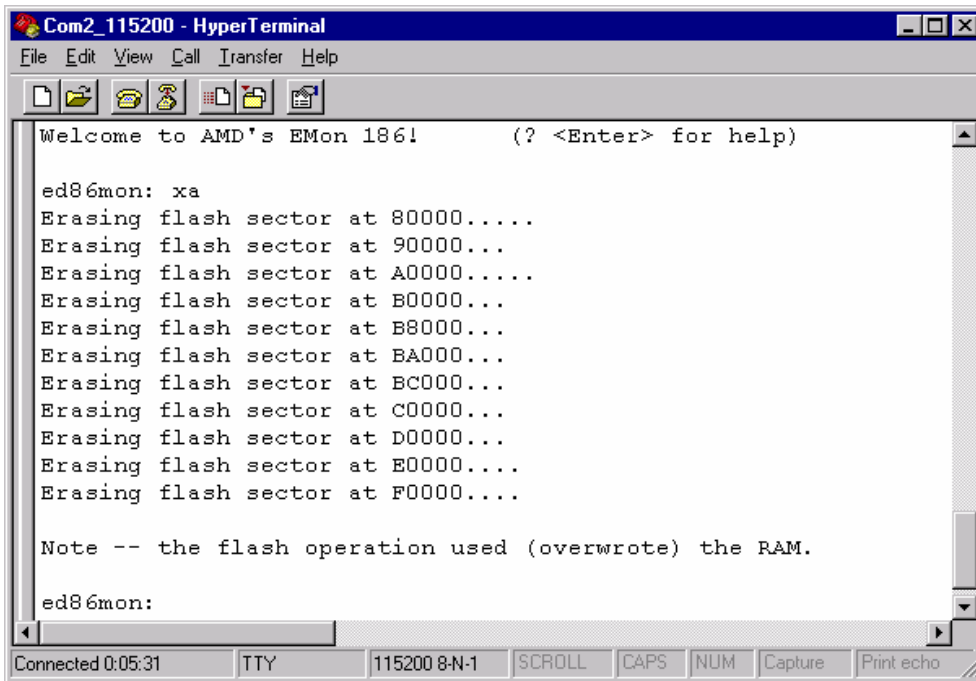 Com2_115200 - HyperTerminal
File Edit View Call Transfer Help
Welcome to AMD's EMon 186! (? <Enter> for help)
ed86mon: xa
Erasing flash sector at 80000.....
Erasing flash sector at 90000...
Erasing flash sector at A0000.....
Erasing flash sector at B0000...
Erasing flash sector at B8000...
Erasing flash sector at BA000...
Erasing flash sector at BC000...
Erasing flash sector at C0000...
Erasing flash sector at D0000...
Erasing flash sector at E0000....
Erasing flash sector at F0000....
Note -- the flash operation used (overwrote) the RAM.
ed86mon:
Connected 0:05:31 TTY 115200 8-N-1 SCROLL CAPS NUM Capture Print echo